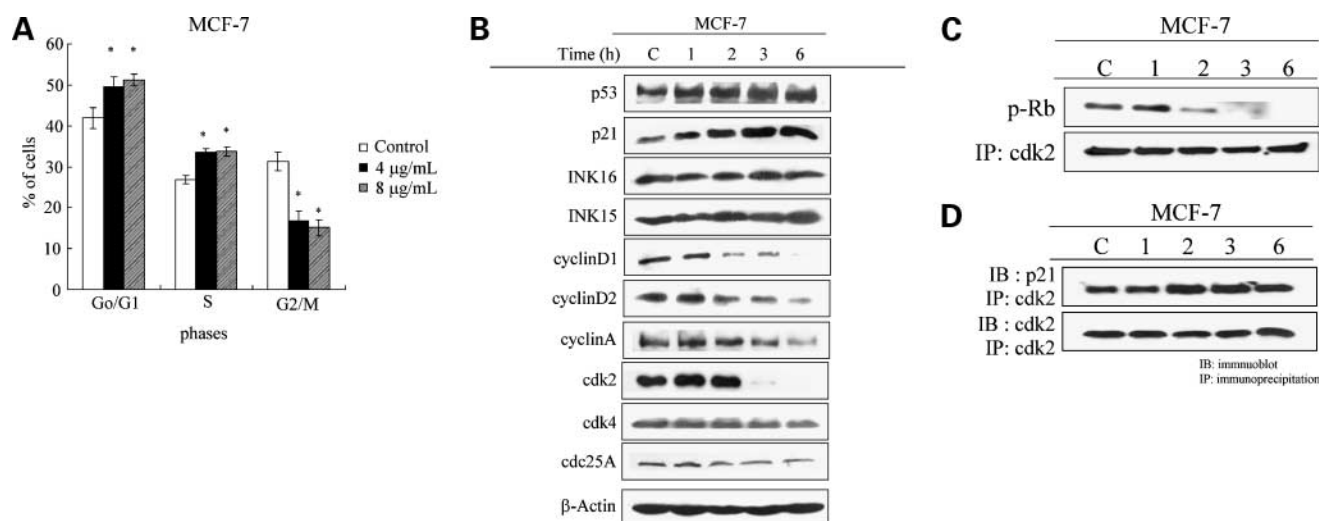 A
MCF-7
60
50
40
30
20
10
0
% of cells
* *
* *
*
*
Control
4 µg/mL
8 µg/mL
Go/G1 S G2/M
phases
B
MCF-7
Time (h) C 1 2 3 6
p53
p21
INK16
INK15
cyclinD1
cyclinD2
cyclinA
cdk2
cdk4
cdc25A
β-Actin
C
MCF-7
C 1 2 3 6
p-Rb
IP: cdk2
D
MCF-7
C 1 2 3 6
IB : p21
IP: cdk2
IB : cdk2
IP: cdk2
IB: immnuoblot
IP: immunoprecipitation